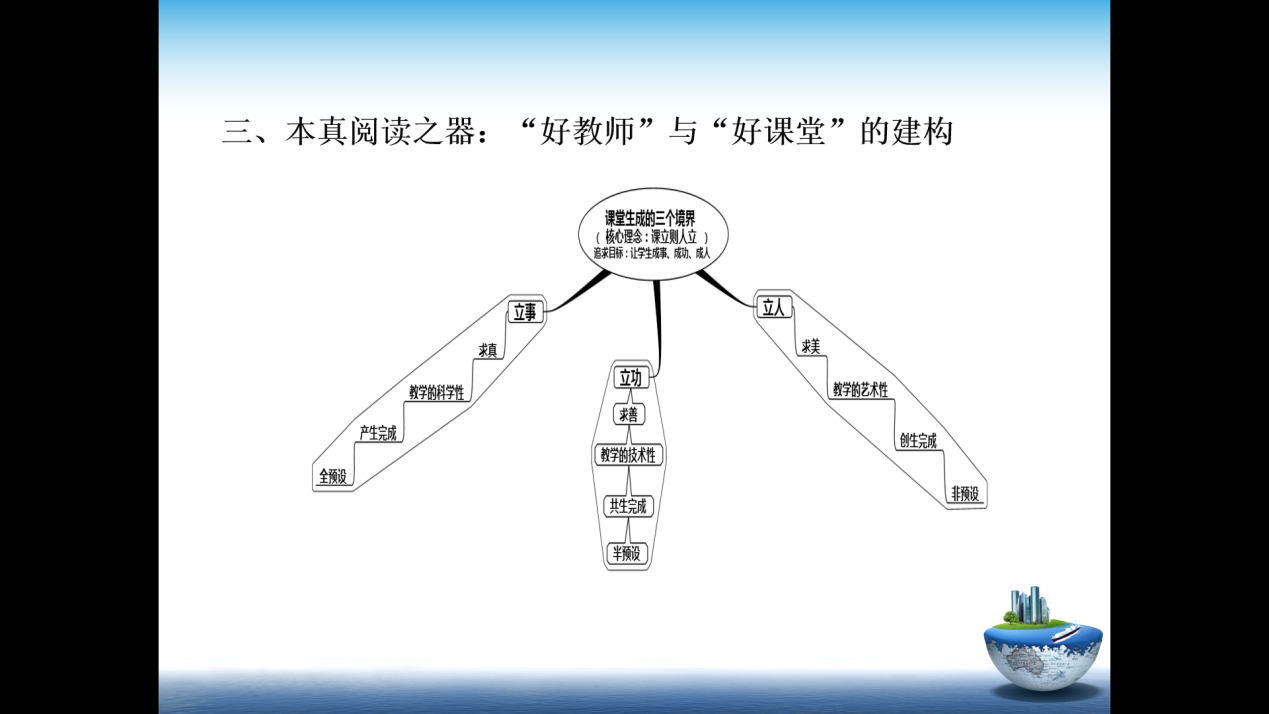 三、本真阅读之器：“好教师”与“好课堂”的建构
课堂生成的三个境界
（ 核心理念：课立则人立 ）
追求目标：让学生成事、成功、成人
立事
求真
教学的科学性
产生完成
全预设
立功
求善
教学的技术性
共生完成
半预设
立人
求美
教学的艺术性
创生完成
非预设